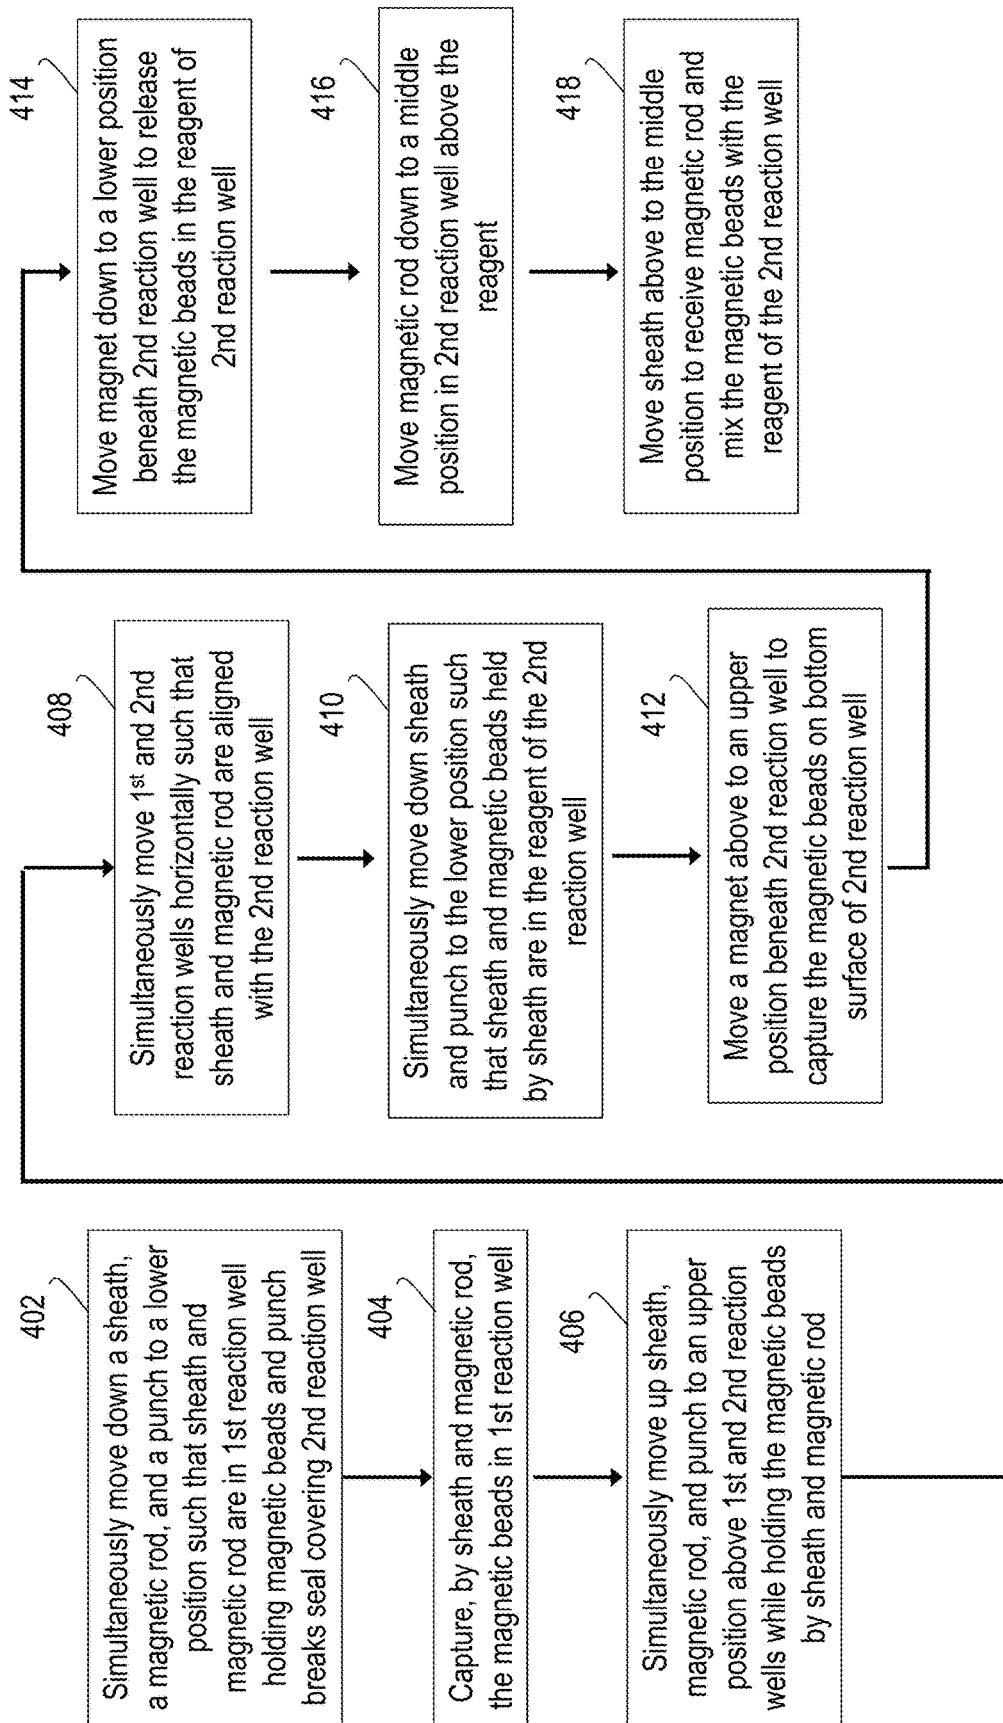 402
Simultaneously move down a sheath,
a magnetic rod, and a punch to a lower
position such that sheath and
magnetic rod are in 1st reaction well
holding magnetic beads and punch
breaks seal covering 2nd reaction well
404
Capture, by sheath and magnetic rod,
the magnetic beads in 1st reaction well
406
Simultaneously move up sheath,
magnetic rod, and punch to an upper
position above 1st and 2nd reaction
wells while holding the magnetic beads
by sheath and magnetic rod
408
Simultaneously move 1st and 2nd
reaction wells horizontally such that
sheath and magnetic rod are aligned
with the 2nd reaction well
410
Simultaneously move down sheath
and punch to the lower position such
that sheath and magnetic beads held
by sheath are in the reagent of the 2nd
reaction well
412
Move a magnet above to an upper
position beneath 2nd reaction well to
capture the magnetic beads on bottom
surface of 2nd reaction well
414
Move magnet down to a lower position
beneath 2nd reaction well to release
the magnetic beads in the reagent of
2nd reaction well
416
Move magnetic rod down to a middle
position in 2nd reaction well above the
reagent
418
Move sheath above to the middle
position to receive magnetic rod and
mix the magnetic beads with the
reagent of the 2nd reaction well